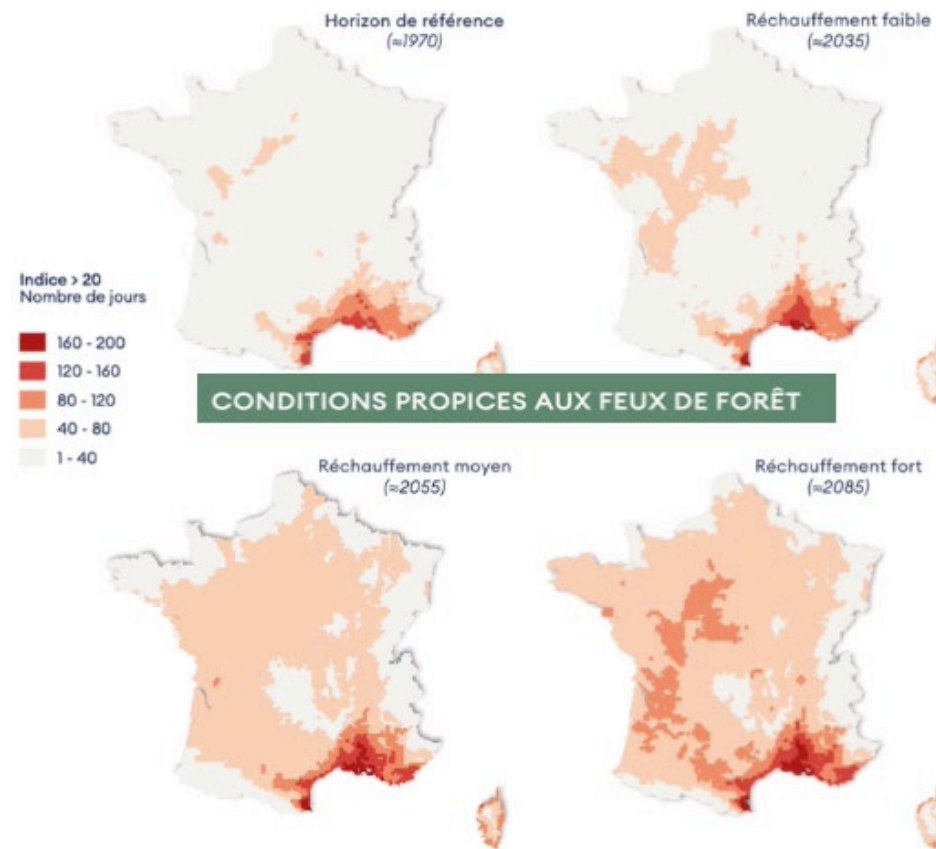 Horizon de référence
(≈1970)
Réchauffement faible
(≈2035)
Indice > 20
Nombre de jours
160 - 200
120 - 160
80 - 120
40 - 80
1 - 40
CONDITIONS PROPICES AUX FEUX DE FORÊT
Réchauffement moyen
(≈2055)
Réchauffement fort
(≈2085)